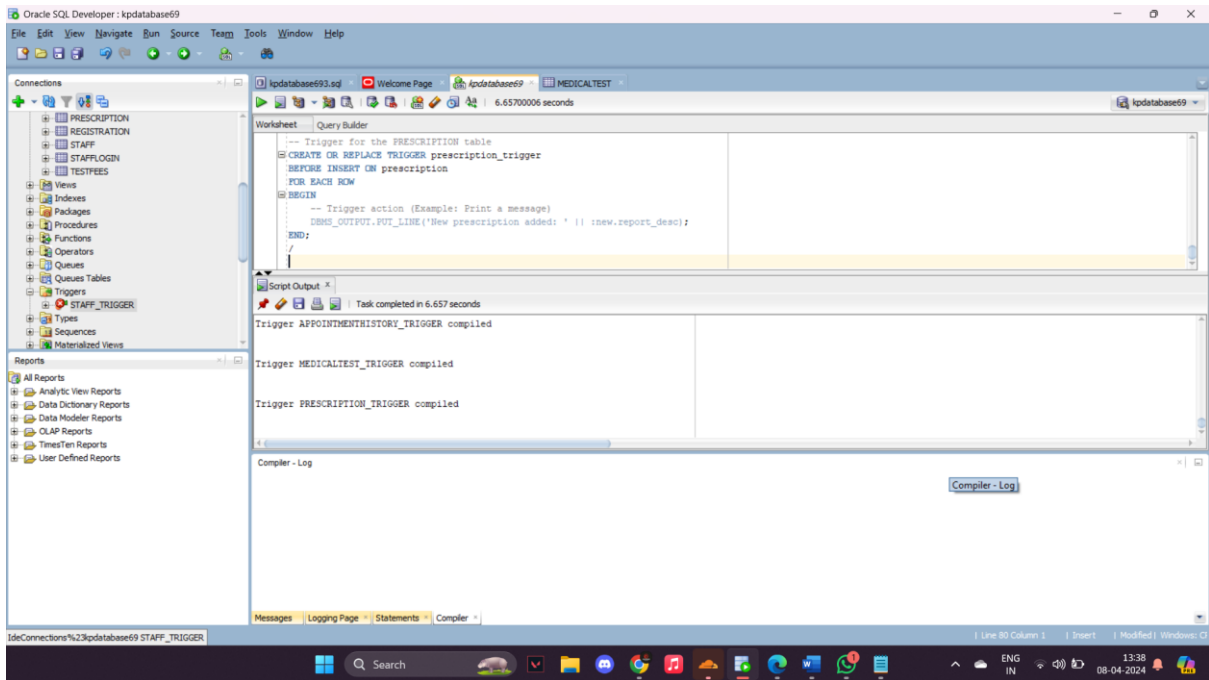 Oracle SQL Developer : kpdatabase69
File Edit View Navigate Run Source Team Tools Window Help
Connections
PRESCRIPTION
REGISTRATION
STAFF
STAFFLOGIN
TESTFEES
Views
Indexes
Packages
Procedures
Functions
Operators
Queues
Queues Tables
Triggers
STAFF_TRIGGER
Types
Sequences
Materialized Views
Reports
All Reports
Analytic View Reports
Data Dictionary Reports
Data Modeler Reports
OLAP Reports
TimesTen Reports
User Defined Reports
kpdatabase693.sql Welcome Page kpdatabase69 MEDICALTEST
6.65700006 seconds kpdatabase69
Worksheet Query Builder
-- Trigger for the PRESCRIPTION table
CREATE OR REPLACE TRIGGER prescription_trigger
BEFORE INSERT ON prescription
FOR EACH ROW
BEGIN
-- Trigger action (Example: Print a message)
DBMS_OUTPUT.PUT_LINE('New prescription added: ' || :new.report_desc);
END;
/
Script Output
Task completed in 6.657 seconds
Trigger APPOINTMENTHISTORY_TRIGGER compiled
Trigger MEDICALTEST_TRIGGER compiled
Trigger PRESCRIPTION_TRIGGER compiled
Compiler - Log
Compiler - Log
Messages Logging Page Statements Compiler
IdeConnections%23kpdatabase69 STAFF_TRIGGER
Line 80 Column 1 Insert Modified Windows: C
Search
ENG
IN
13:38
08-04-2024